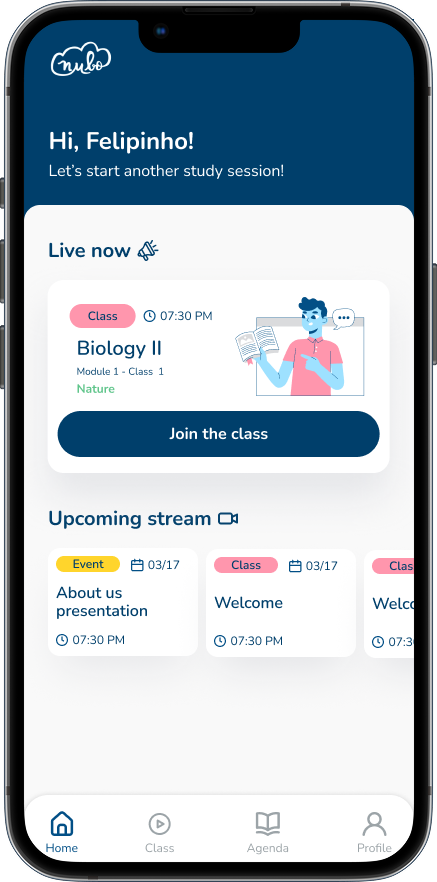 nubo
Hi, Felipinho!
Let's start another study session!
Live now
Class 07:30 PM
Biology II
Module 1 - Class 1
Nature
Join the class
Upcoming stream
Event 03/17
About us
presentation
07:30 PM
Class 03/17
Welcome
07:30 PM
Clas
Welc
07:3
Home Class Agenda Profile